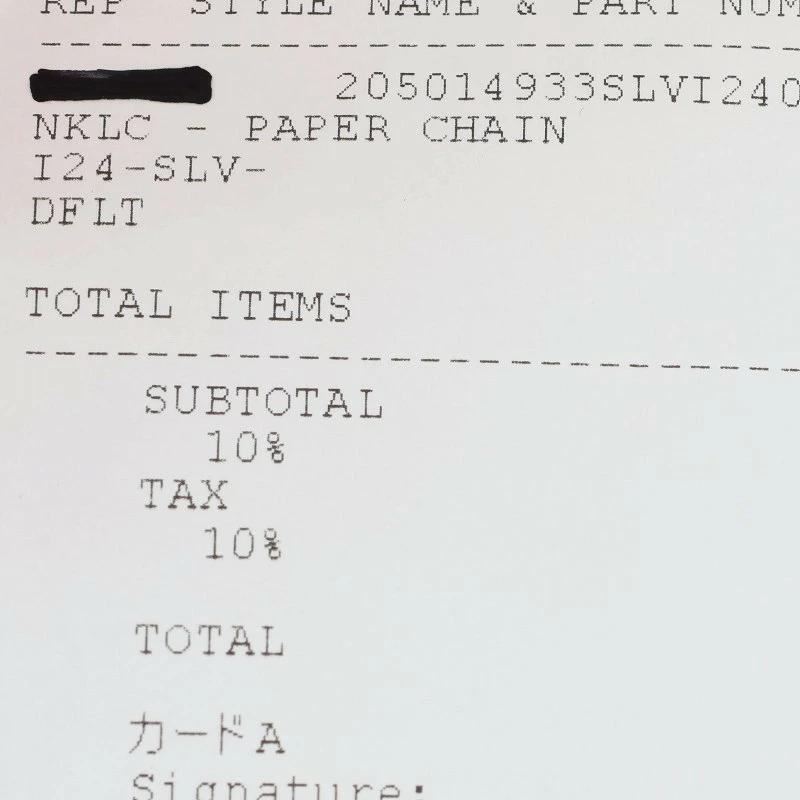 REP STYLE NAME & PART NUM
205014933SLVI240
NKLC - PAPER CHAIN
I24-SLV-
DFLT
TOTAL ITEMS
SUBTOTAL
10%
TAX
10%
TOTAL
カードA
Signature: